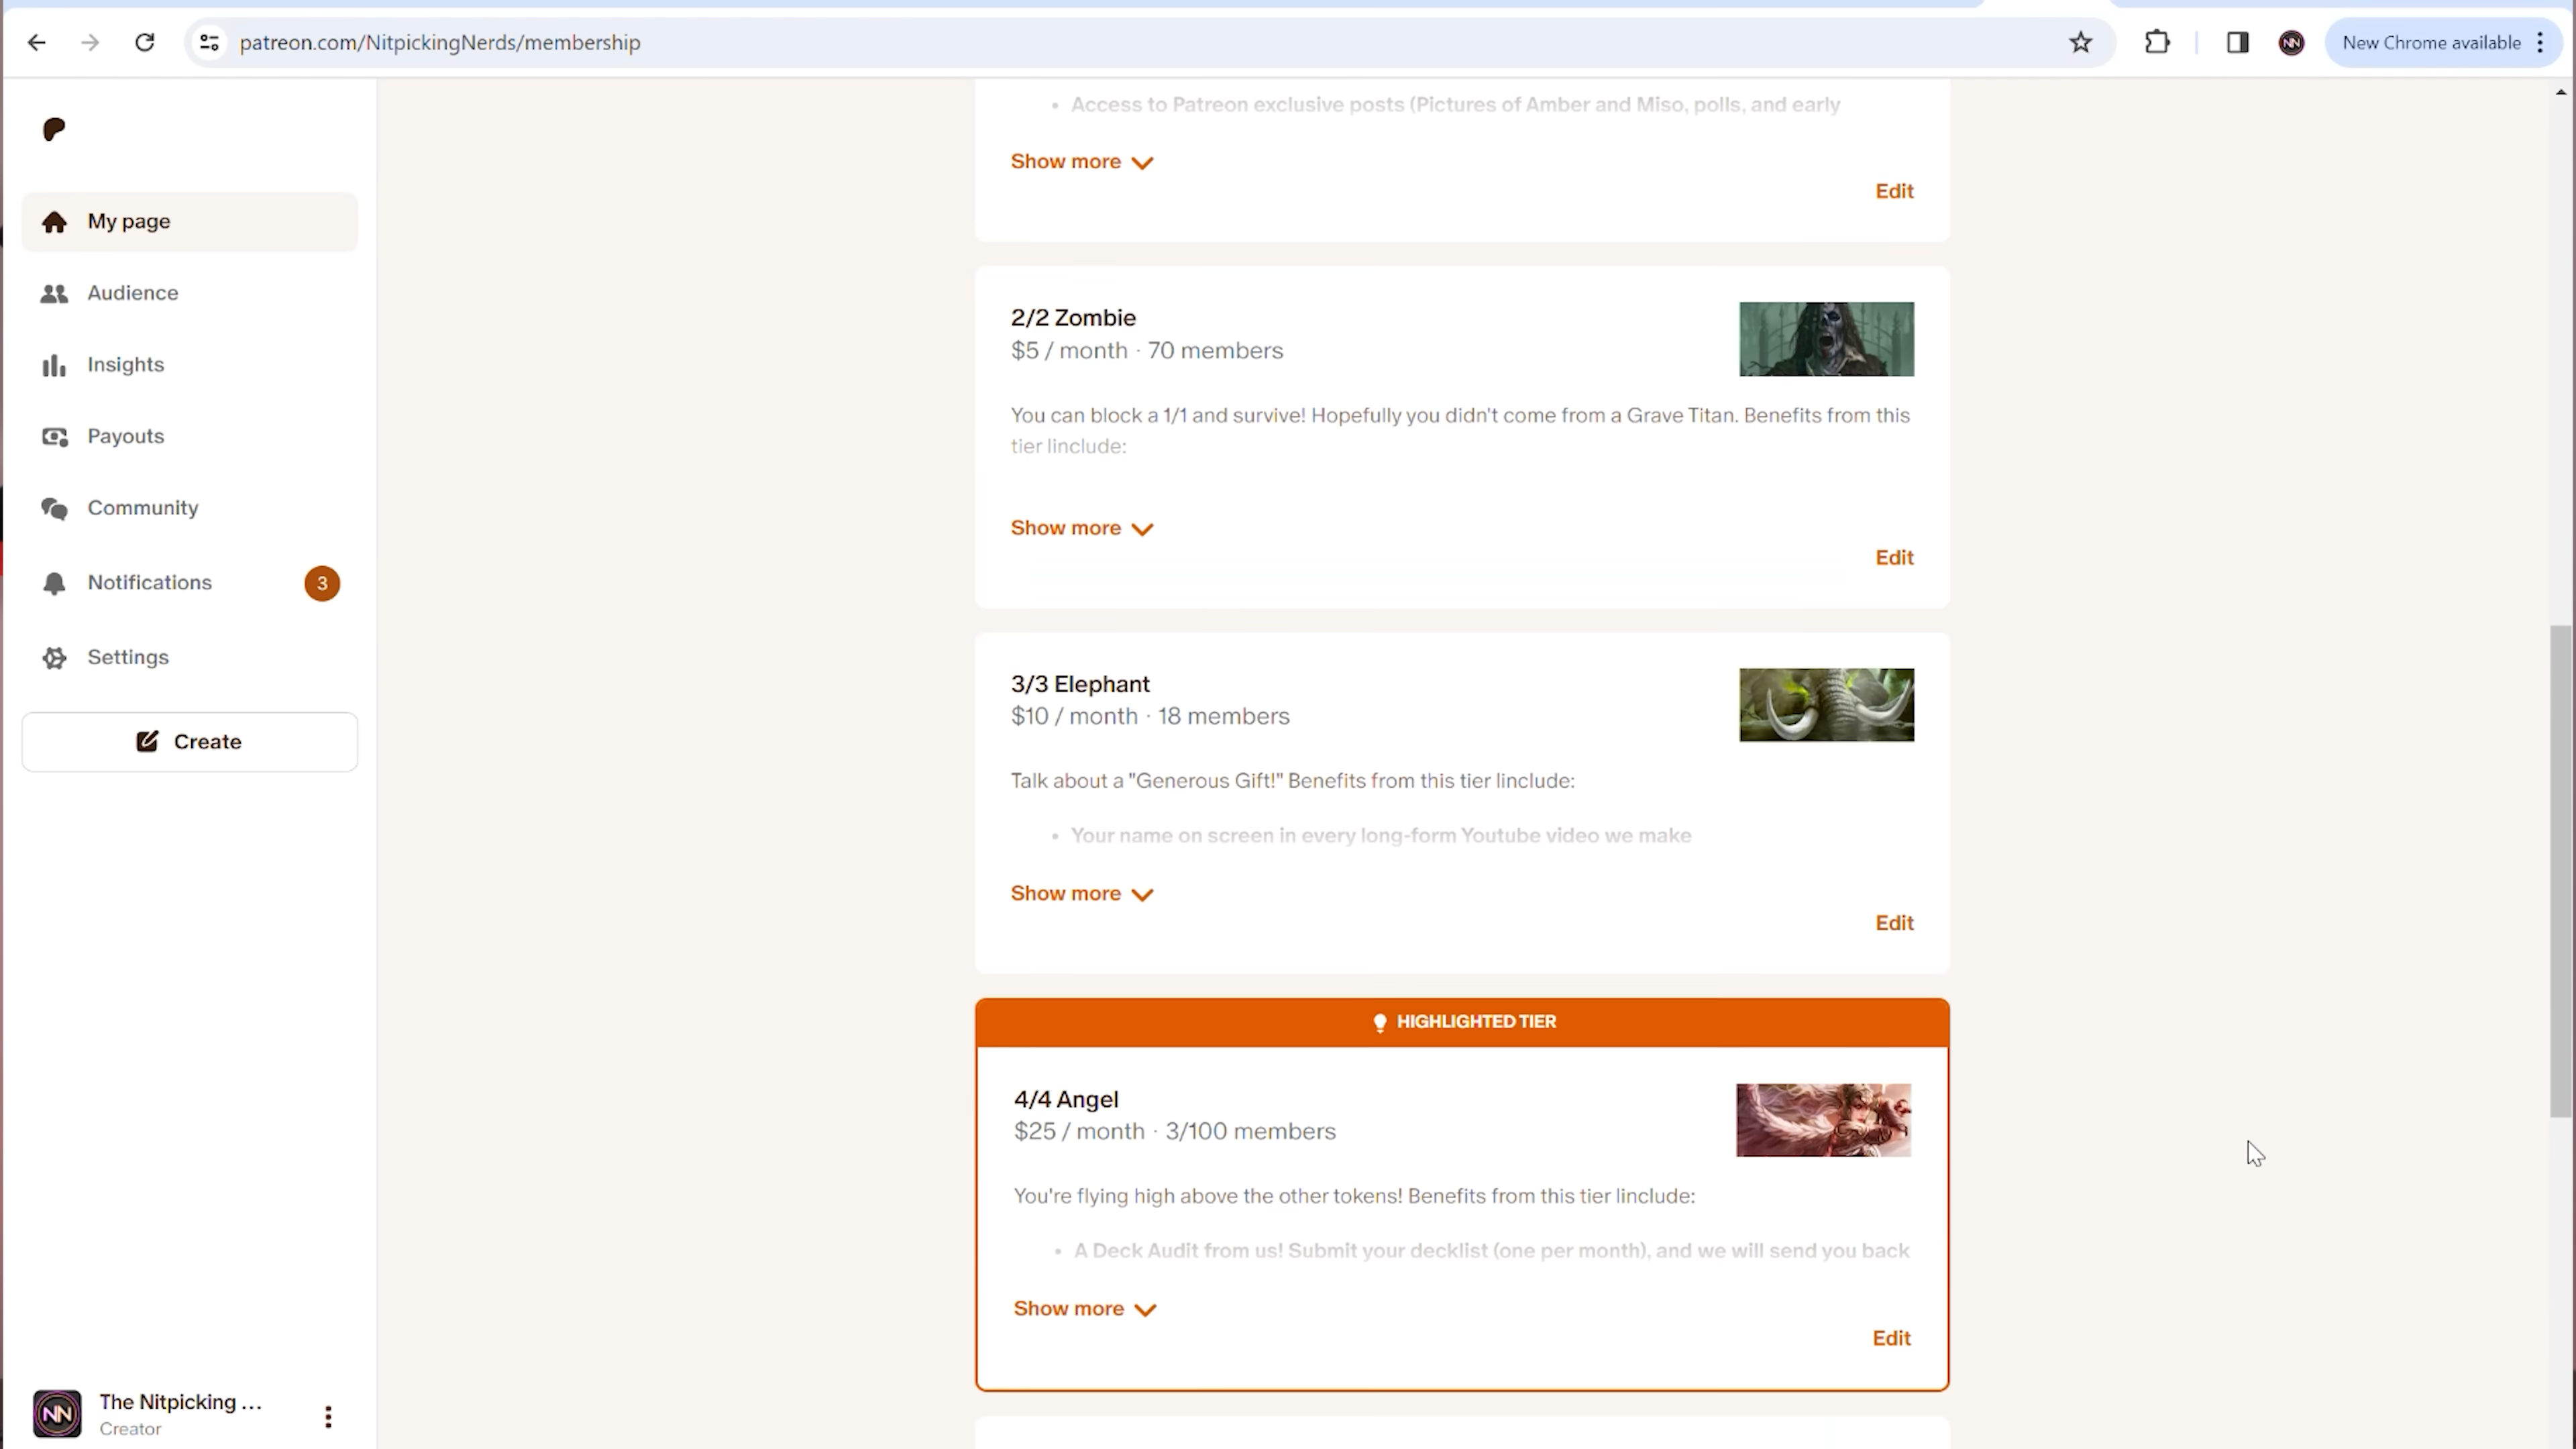 patreon.com/NitpickingNerds/membership
New Chrome available
My page
Audience
Insights
Payouts
Community
Notifications
3
Settings
Create
The Nitpicking ...
Creator
Access to Patreon exclusive posts (Pictures of Amber and Miso, polls, and early
Show more
Edit
2/2 Zombie
$5 / month · 70 members
You can block a 1/1 and survive! Hopefully you didn't come from a Grave Titan. Benefits from this
tier linclude:
Show more
Edit
3/3 Elephant
$10 / month · 18 members
Talk about a "Generous Gift!" Benefits from this tier linclude:
Your name on screen in every long-form Youtube video we make
Show more
Edit
HIGHLIGHTED TIER
4/4 Angel
$25 / month · 3/100 members
You're flying high above the other tokens! Benefits from this tier linclude:
A Deck Audit from us! Submit your decklist (one per month), and we will send you back
Show more
Edit